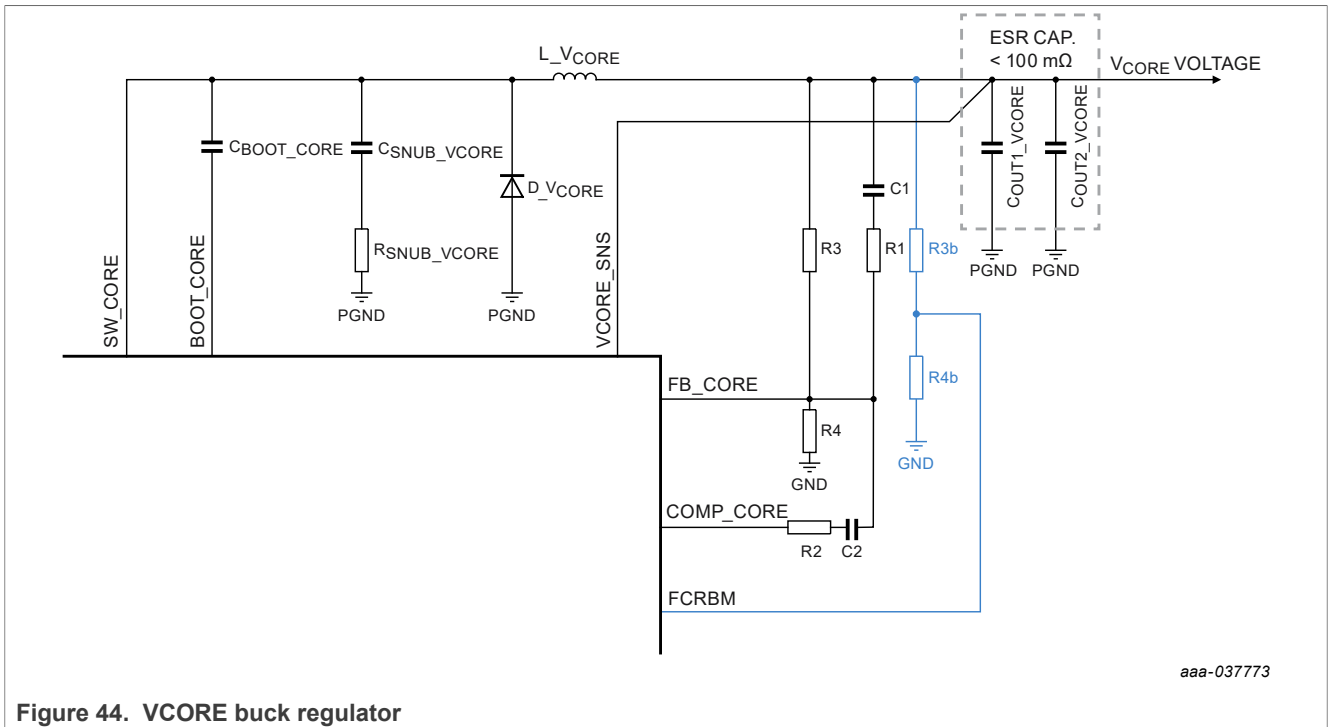 ESR CAP.
< 100 mΩ
L_VCORE
VCORE VOLTAGE
CBOOT_CORE
CSNUB_VCORE
D_VCORE
C1
COUT1_VCORE
COUT2_VCORE
RSNUB_VCORE
R3
R1
R3b
PGND
PGND
PGND
PGND
SW_CORE
BOOT_CORE
VCORE_SNS
R4b
FB_CORE
R4
GND
GND
COMP_CORE
R2
C2
FCRBM
aaa-037773
Figure 44. VCORE buck regulator